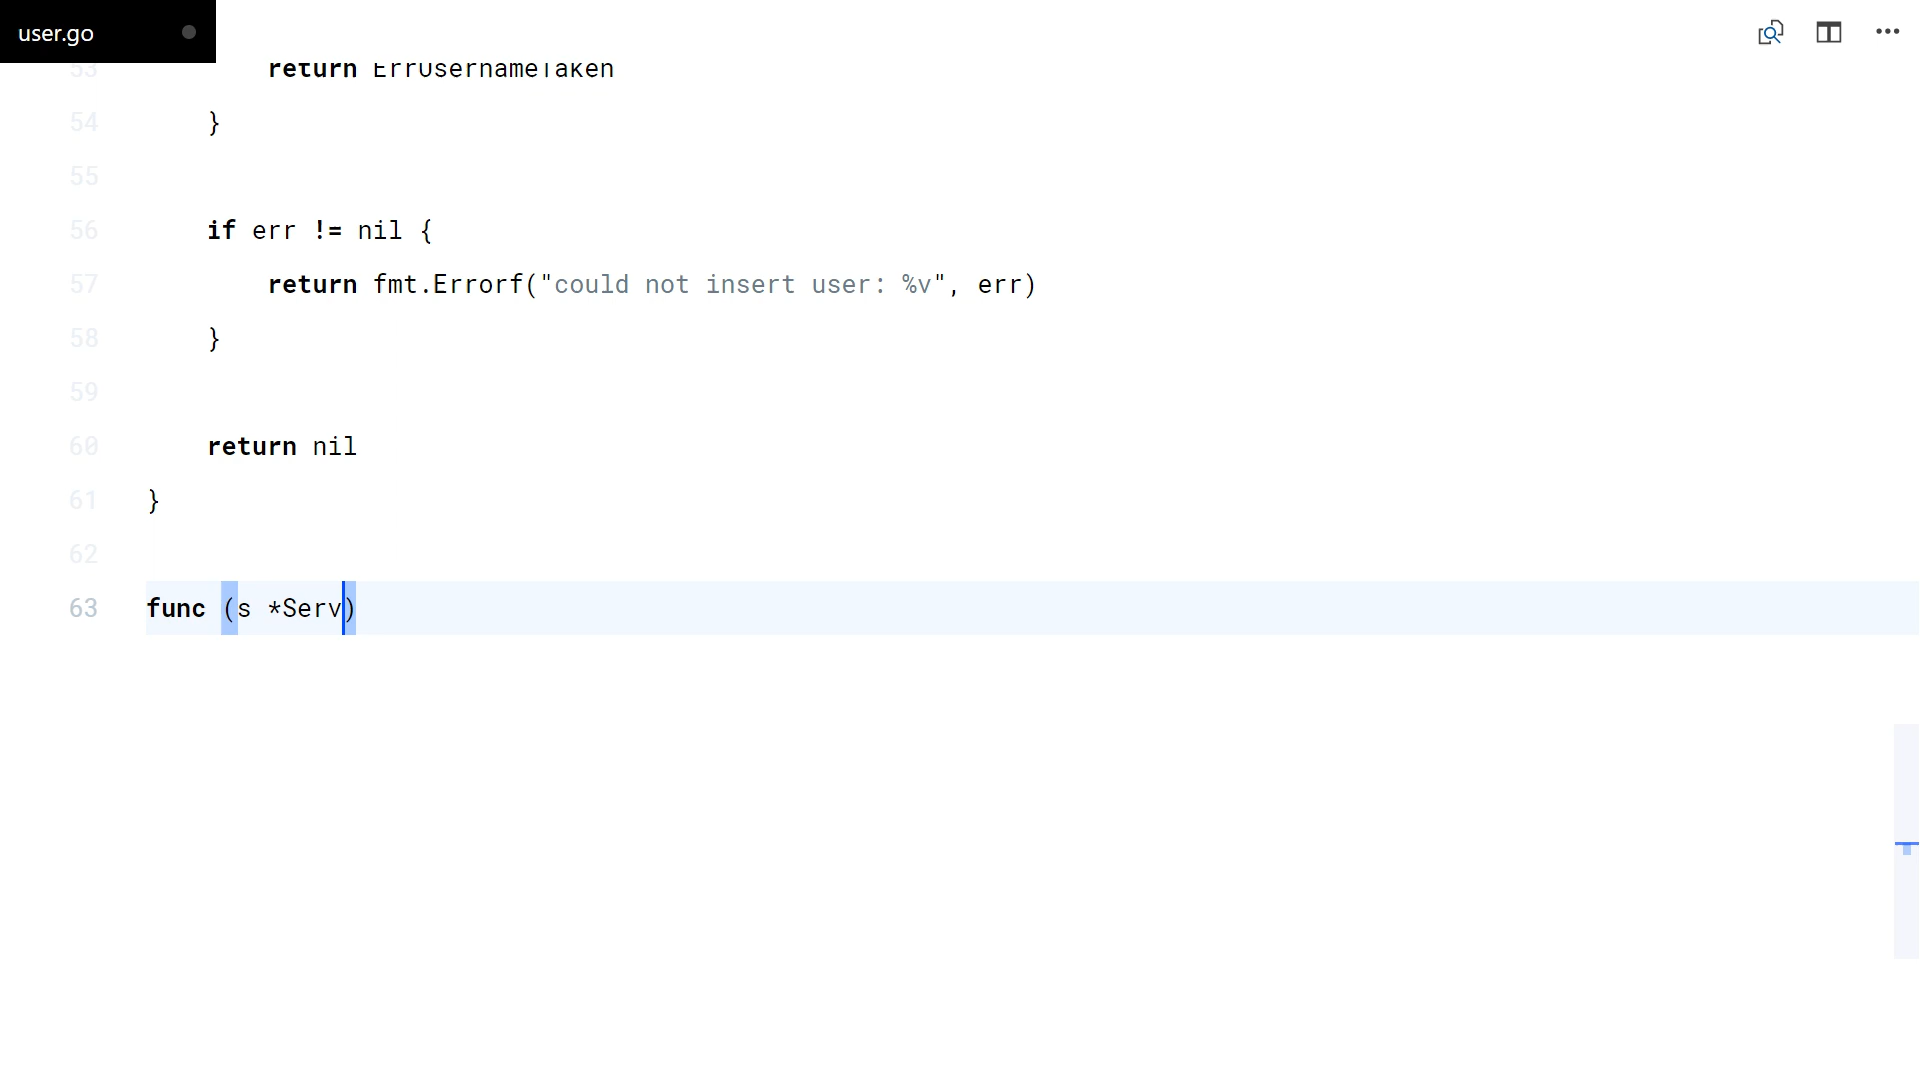 user.go
53 return ErrUsernameTaken
54 }
55
56 if err != nil {
57 return fmt.Errorf("could not insert user: %v", err)
58 }
59
60 return nil
61 }
62
63 func (s *Serv)